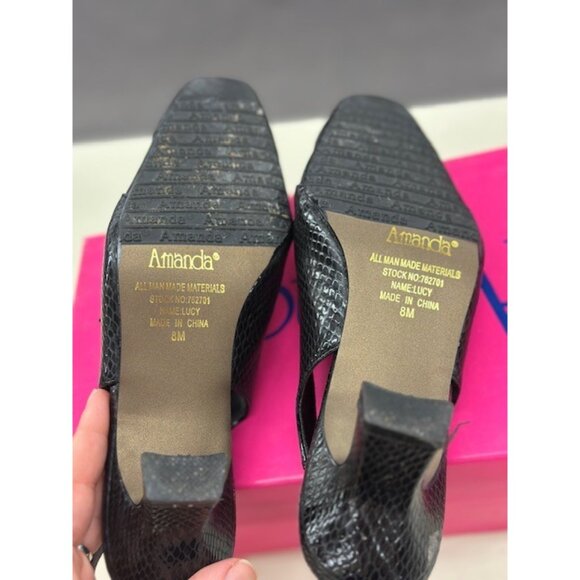 Amanda®
ALL MAN MADE MATERIALS
STOCK NO:762701
NAME:LUCY
MADE IN CHINA
8M
Amanda®
ALL MAN MADE MATERIALS
STOCK NO:762701
NAME:LUCY
MADE IN CHINA
8M